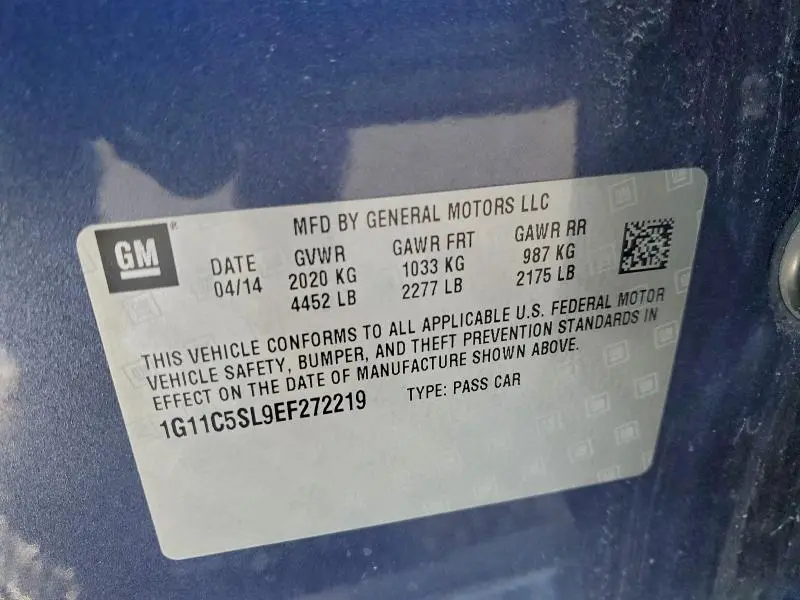 GM
MFD BY GENERAL MOTORS LLC
DATE GVWR GAWR FRT GAWR RR
04/14 2020 KG 1033 KG 987 KG
4452 LB 2277 LB 2175 LB
THIS VEHICLE CONFORMS TO ALL APPLICABLE U.S. FEDERAL MOTOR
VEHICLE SAFETY, BUMPER, AND THEFT PREVENTION STANDARDS IN
EFFECT ON THE DATE OF MANUFACTURE SHOWN ABOVE.
1G11C5SL9EF272219 TYPE: PASS CAR